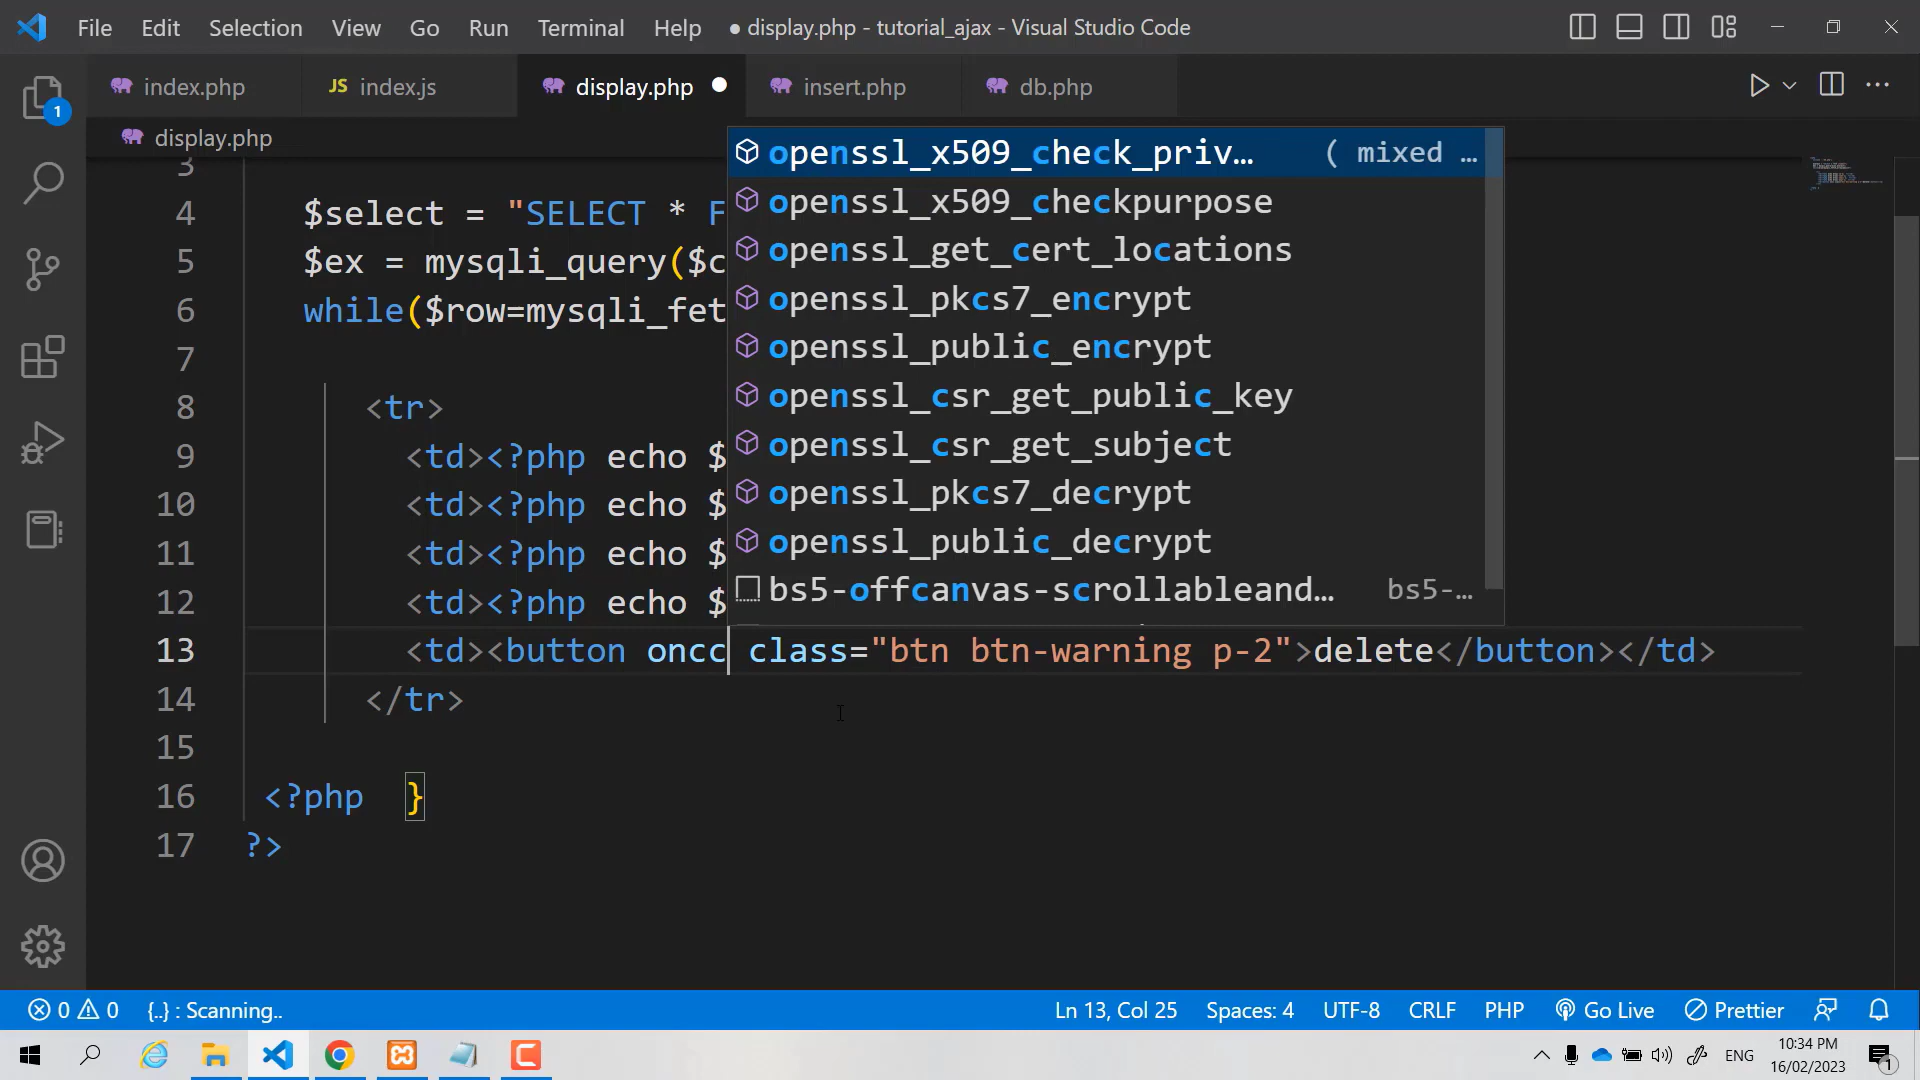 File Edit Selection View Go Run Terminal Help ● display.php - tutorial_ajax - Visual Studio Code
index.php JS index.js display.php insert.php db.php
1
display.php
3
4 $select = "SELECT * F
5 $ex = mysqli_query($c
6 while($row=mysqli_fet
7
8 <tr>
9 <td><?php echo $
10 <td><?php echo $
11 <td><?php echo $
12 <td><?php echo $
13 <td><button oncc class="btn btn-warning p-2">delete</button></td>
14 </tr>
15
16 <?php }
17 ?>
openssl_x509_check_priv… ( mixed …
openssl_x509_checkpurpose
openssl_get_cert_locations
openssl_pkcs7_encrypt
openssl_public_encrypt
openssl_csr_get_public_key
openssl_csr_get_subject
openssl_pkcs7_decrypt
openssl_public_decrypt
bs5-offcanvas-scrollableand… bs5-…
0 0 {..} : Scanning.. Ln 13, Col 25 Spaces: 4 UTF-8 CRLF PHP Go Live Prettier
ENG 10:34 PM 1
16/02/2023